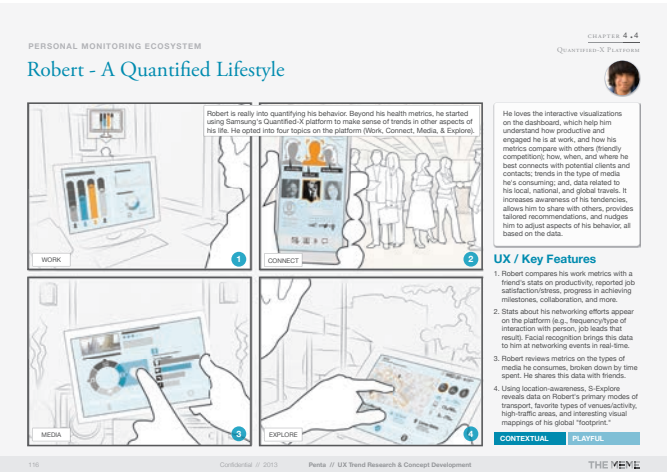 CHAPTER 4.4
PERSONAL MONITORING ECOSYSTEM
QUANTIFIED-X PLATFORM
Robert - A Quantified Lifestyle
Robert is really into quantifying his behavior. Beyond his health metrics, he started
using Samsung's Quantified-X platform to make sense of trends in other aspects of
his life. He opted into four topics on the platform (Work, Connect, Media, & Explore).
WORK
1
CONNECT
2
MEDIA
3
EXPLORE
4
He loves the interactive visualizations
on the dashboard, which help him
understand how productive and
engaged he is at work, and how his
metrics compare with others (friendly
competition); how, when, and where he
best connects with potential clients and
contacts; trends in the type of media
he's consuming; and, data related to
his local, national, and global travels. It
increases awareness of his tendencies,
allows him to share with others, provides
tailored recommendations, and nudges
him to adjust aspects of his behavior, all
based on the data.
UX / Key Features
1. Robert compares his work metrics with a
friend's stats on productivity, reported job
satisfaction/stress, progress in achieving
milestones, collaboration, and more.
2. Stats about his networking efforts appear
on the platform (e.g., frequency/type of
interaction with person, job leads that
result). Facial recognition brings this data
to him at networking events in real-time.
3. Robert reviews metrics on the types of
media he consumes, broken down by time
spent. He shares this data with friends.
4. Using location-awareness, S-Explore
reveals data on Robert's primary modes of
transport, favorite types of venues/activity,
high-traffic areas, and interesting visual
mappings of his global "footprint."
CONTEXTUAL
PLAYFUL
116
Confidential // 2013
Penta // UX Trend Research & Concept Development
THE MEME